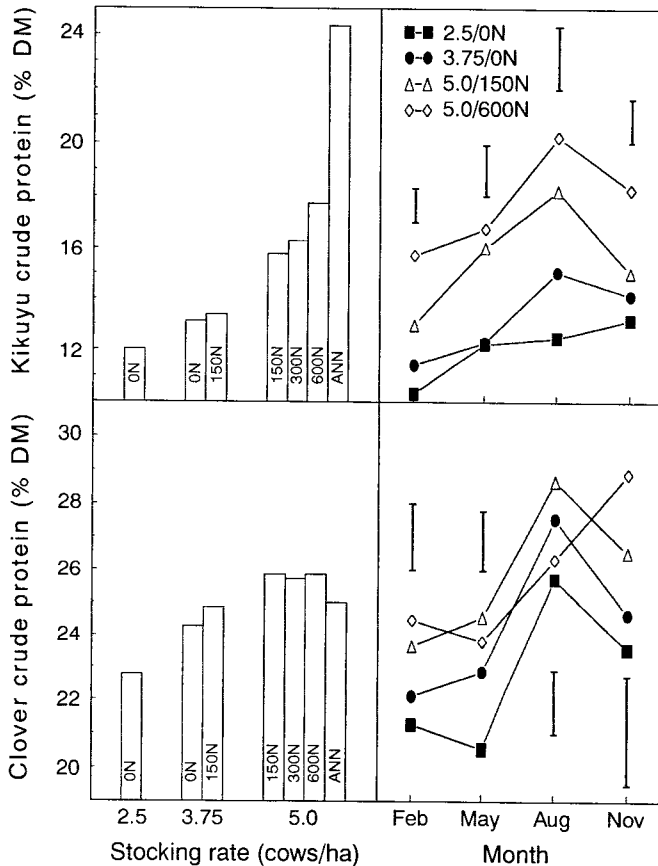 Kikuyu crude protein (% DM)
24
20
16
12
0N
0N
150N
150N
300N
600N
ANN
2.5/0N
3.75/0N
5.0/150N
5.0/600N
Clover crude protein (% DM)
30
28
26
24
22
20
0N
0N
150N
150N
300N
600N
ANN
2.5
3.75
5.0
Stocking rate (cows/ha)
Feb
May
Aug
Nov
Month